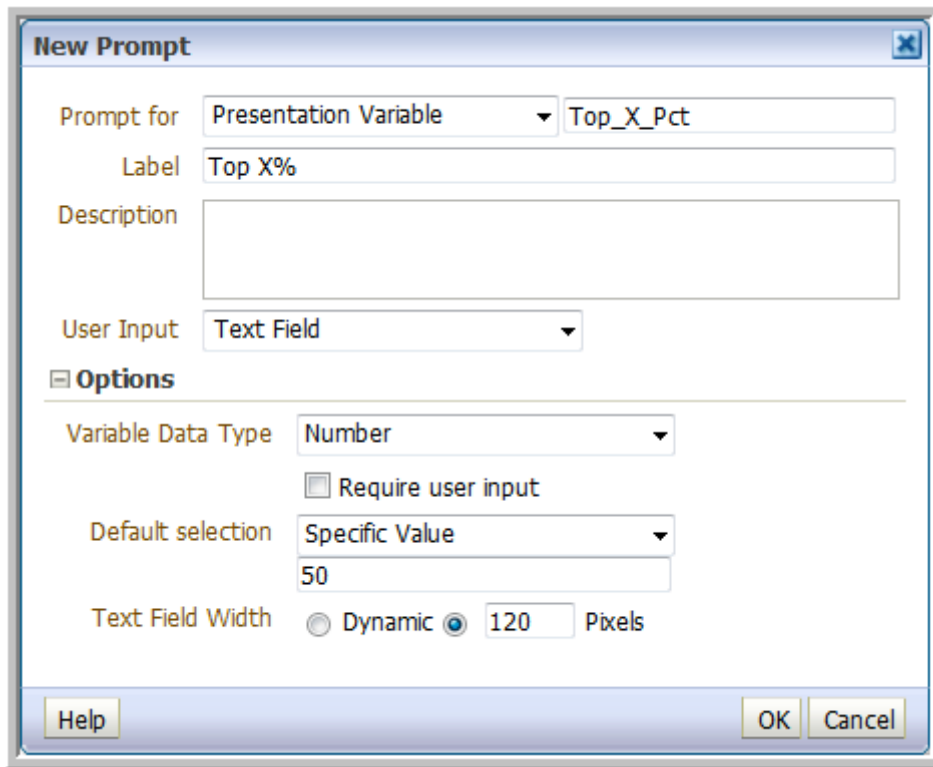 New Prompt
Prompt for Presentation Variable Top_X_Pct
Label Top X%
Description
User Input Text Field
Options
Variable Data Type Number
Require user input
Default selection Specific Value
50
Text Field Width Dynamic 120 Pixels
Help OK Cancel